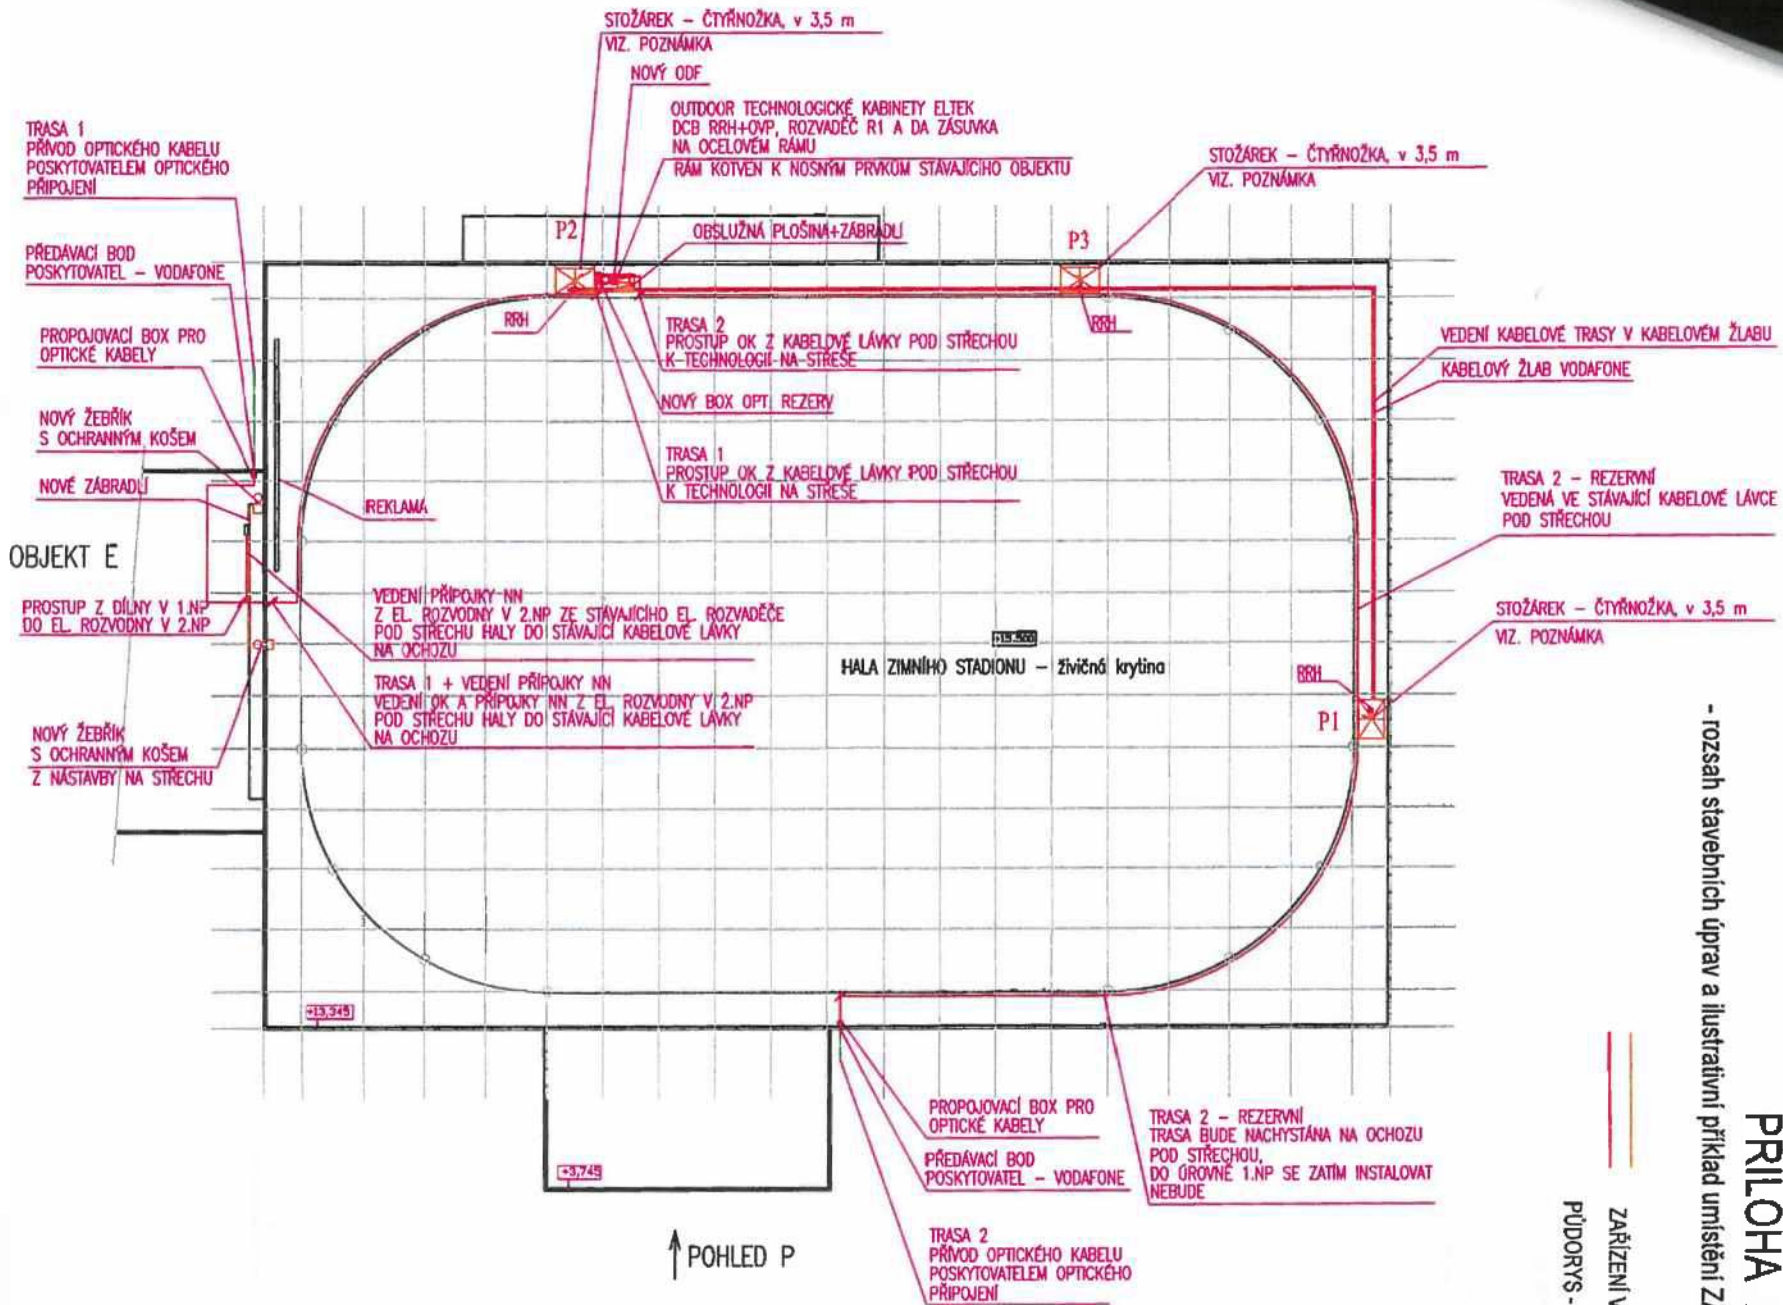 STOŽÁREK – ČTYŘNOŽKA, v 3,5 m
VIZ. POZNÁMKA
NOVÝ ODF
OUTDOOR TECHNOLOGICKÉ KABINETY ELTEK
DCB RRH+OVP, ROZVADĚČ R1 A DA ZÁSUVKA
NA OCELOVÉM RÁMU
RÁM KOTVEN K NOSNÝM PRVKŮM STÁVAJÍCÍHO OBJEKTU
STOŽÁREK – ČTYŘNOŽKA, v 3,5 m
VIZ. POZNÁMKA
TRASA 1
PŘÍVOD OPTICKÉHO KABELU
POSKYTOVATELEM OPTICKÉHO
PŘIPOJENÍ
PŘEDÁVACÍ BOD
POSKYTOVATEL – VODAFONE
PROPOJOVACÍ BOX PRO
OPTICKÉ KABELY
NOVÝ ŽEBŘÍK
S OCHRANNÝM KOŠEM
NOVÉ ZÁBRADLÍ
OBJEKT E
PROSTUP Z DÍLNY V 1.NP
DO EL. ROZVODNY V 2.NP
NOVÝ ŽEBŘÍK
S OCHRANNÝM KOŠEM
Z NÁSTAVBY NA STŘECHU
P2
OBSLUŽNÁ PLOŠINA+ZÁBRADLÍ
P3
RRH
RRH
TRASA 2
PROSTUP OK Z KABELOVÉ LÁVKY POD STŘECHOU
K TECHNOLOGII NA STŘEŠE
NOVÝ BOX OPT. REZERV
TRASA 1
PROSTUP OK Z KABELOVÉ LÁVKY POD STŘECHOU
K TECHNOLOGII NA STŘEŠE
REKLAMA
VEDENÍ PŘÍPOJKY NN
Z EL. ROZVODNY V 2.NP ZE STÁVAJÍCÍHO EL. ROZVADĚČE
POD STŘECHU HALY DO STÁVAJÍCÍ KABELOVÉ LÁVKY
NA OCHOZU
TRASA 1 + VEDENÍ PŘÍPOJKY NN
VEDENÍ OK A PŘÍPOJKY NN Z EL. ROZVODNY V 2.NP
POD STŘECHU HALY DO STÁVAJÍCÍ KABELOVÉ LÁVKY
NA OCHOZU
HALA ZIMNÍHO STADIONU – živičná krytina
VEDENÍ KABELOVÉ TRASY V KABELOVÉM ŽLABU
KABELOVÝ ŽLAB VODAFONE
TRASA 2 – REZERVNÍ
VEDENÁ VE STÁVAJÍCÍ KABELOVÉ LÁVCE
POD STŘECHOU
STOŽÁREK – ČTYŘNOŽKA, v 3,5 m
VIZ. POZNÁMKA
RRH
P1
+13,345
+3,745
PROPOJOVACÍ BOX PRO
OPTICKÉ KABELY
PŘEDÁVACÍ BOD
POSKYTOVATEL – VODAFONE
TRASA 2
PŘÍVOD OPTICKÉHO KABELU
POSKYTOVATELEM OPTICKÉHO
PŘIPOJENÍ
TRASA 2 – REZERVNÍ
TRASA BUDE NACHYSTÁNA NA OCHOZU
POD STŘECHOU,
DO ÚROVNĚ 1.NP SE ZATÍM INSTALOVAT
NEBUDE
POHLED P
PRILOHA
- rozsah stavebních úprav a ilustrativní příklad umístění
ZAŘÍZENÍ
PŮDORYS -